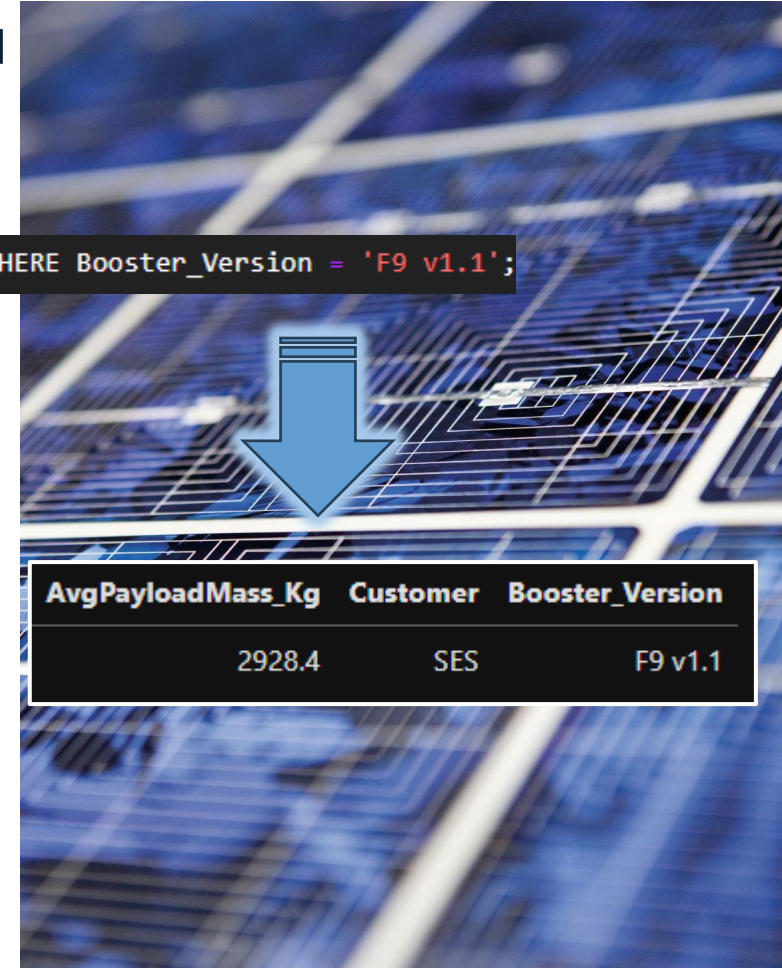 HERE Booster_Version = 'F9 v1.1';
AvgPayloadMass_Kg Customer Booster_Version
2928.4 SES F9 v1.1